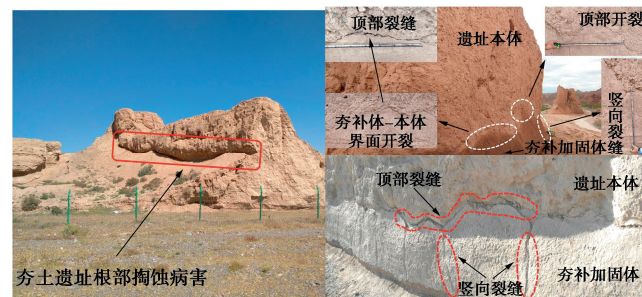 夯土遗址根部掏蚀病害
顶部裂缝
遗址本体
顶部开裂
夯补体-本体
界面开裂
竖向裂缝
夯补加固体
顶部裂缝
遗址本体
竖向裂缝
夯补加固体